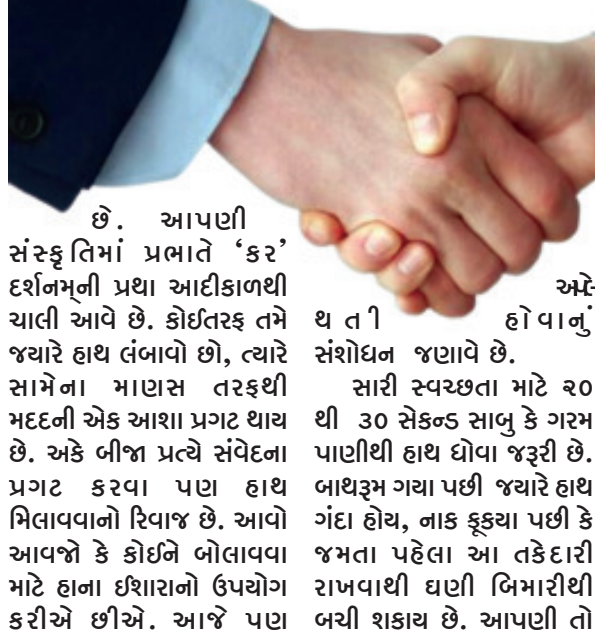 છે. આપણી
સંસ્કૃતિમાં પ્રભાતે ‘કર’
દર્શનમ્ની પ્રથા આદીકાળથી
ચાલી આવે છે. કોઈતરફ તમે
જયારે હાથ લંબાવો છો, ત્યારે
સામેના માણસ તરફથી
મદદની એક આશા પ્રગટ થાય
છે. અકે બીજા પ્રત્યે સંવેદના
પ્રગટ કરવા પણ હાથ
મિલાવવાનો રિવાજ છે. આવો
આવજો કે કોઈને બોલાવવા
માટે હાના ઈશારાનો ઉપયોગ
કરીએ છીએ. આજે પણ
થતી હોવાનું
સંશોધન જણાવે છે.
સારી સ્વચ્છતા માટે ૨૦
થી ૩૦ સેકન્ડ સાબુ કે ગરમ
પાણીથી હાથ ધોવા જરૂરી છે.
બાથરૂમ ગયા પછી જયારે હાથ
ગંદા હોય, નાક ફૂકયા પછી કે
જમતા પહેલા આ તકેદારી
રાખવાથી ઘણી બિમારીથી
બચી શકાય છે. આપણી તો